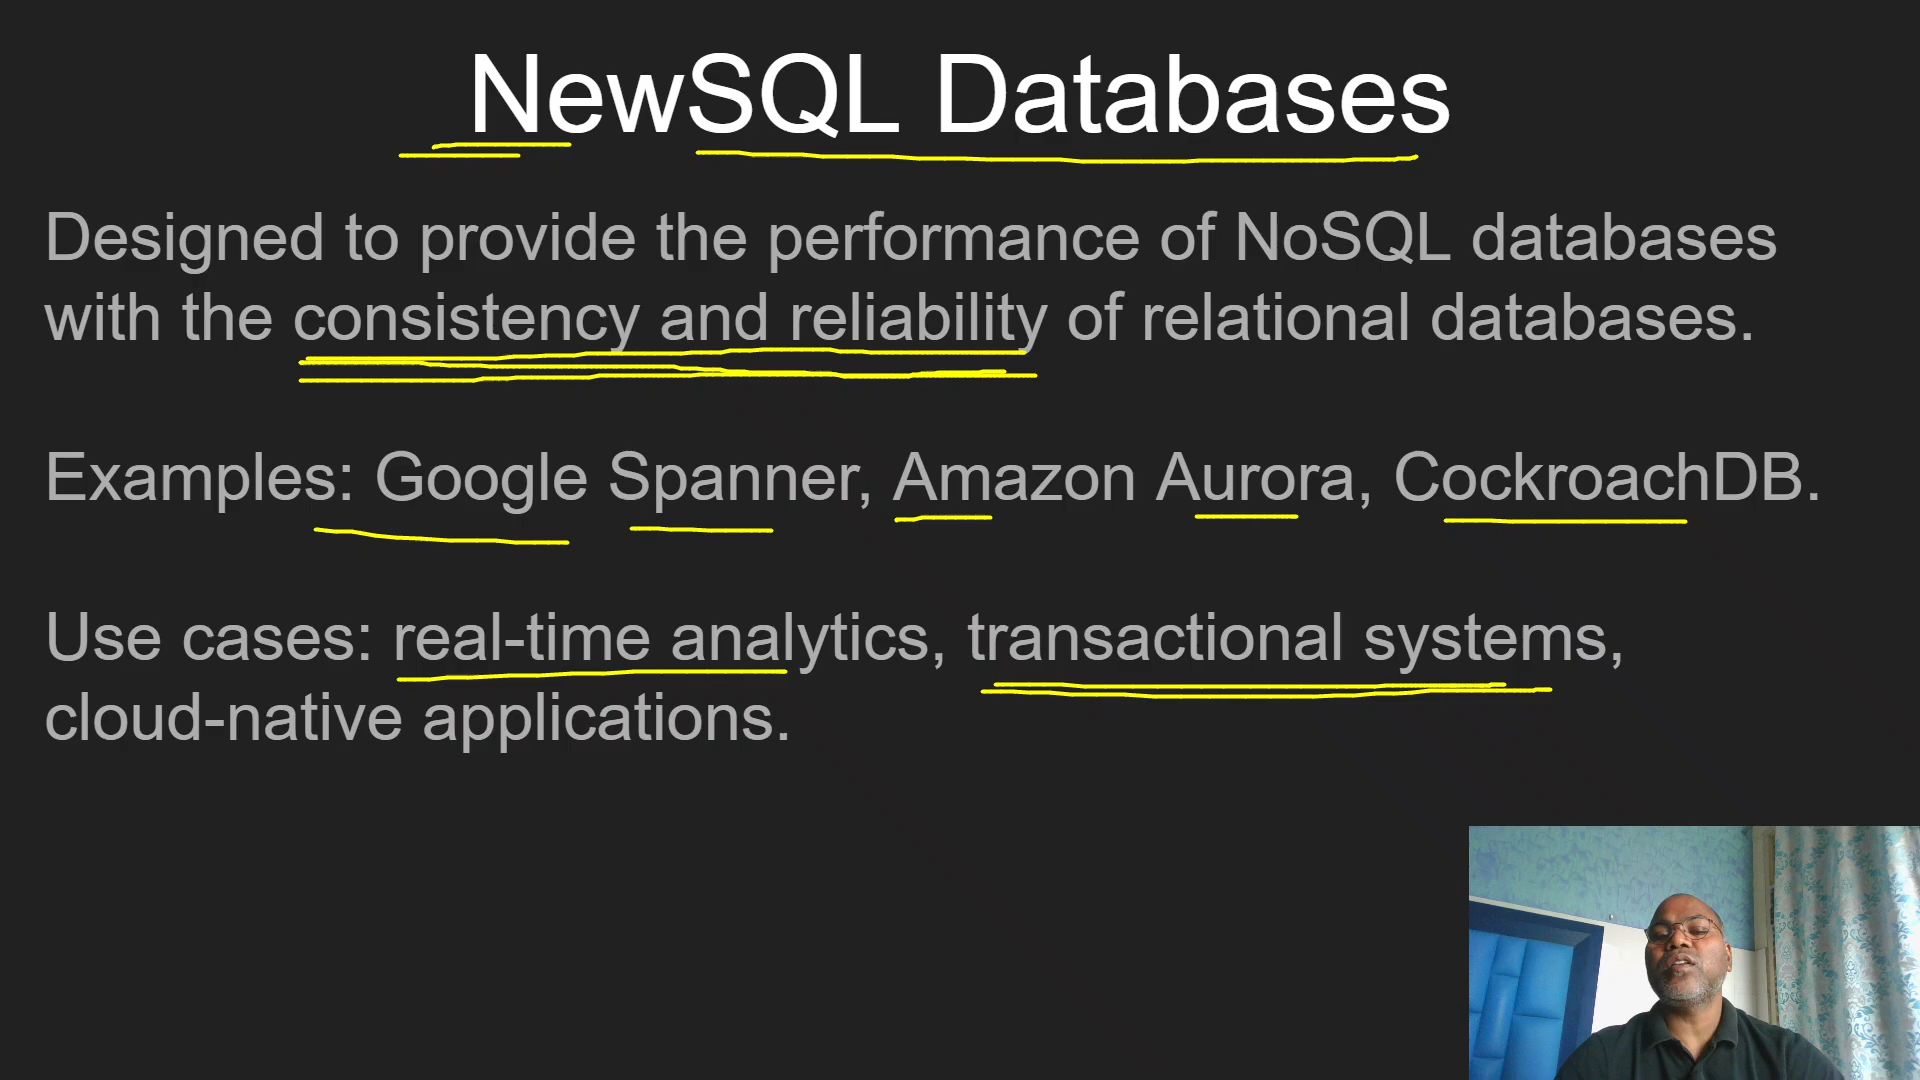 NewSQL Databases
Designed to provide the performance of NoSQL databases
with the consistency and reliability of relational databases.
Examples: Google Spanner, Amazon Aurora, CockroachDB.
Use cases: real-time analytics, transactional systems,
cloud-native applications.